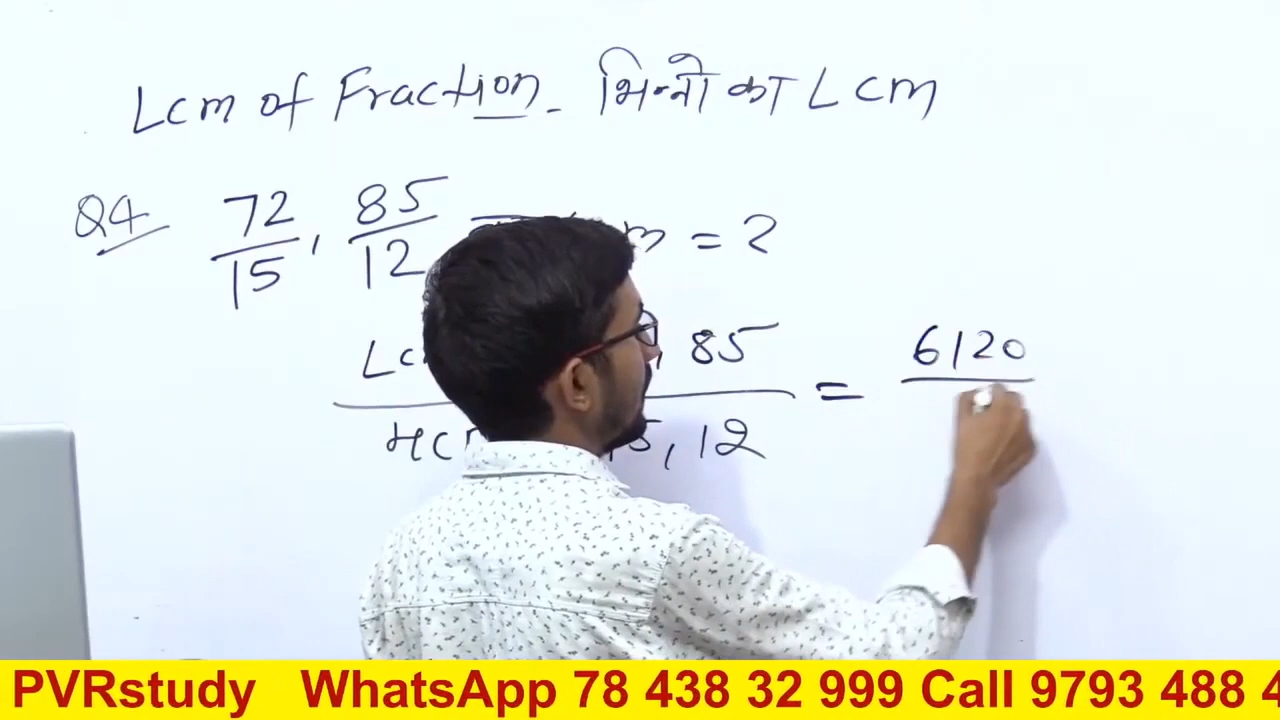 Lcm of Fraction - भिन्नो का Lcm
Q4 72/15, 85/12 = ?
Lc , 85 = 6120
HC 15, 12
PVRstudy WhatsApp 78 438 32 999 Call 9793 488 4